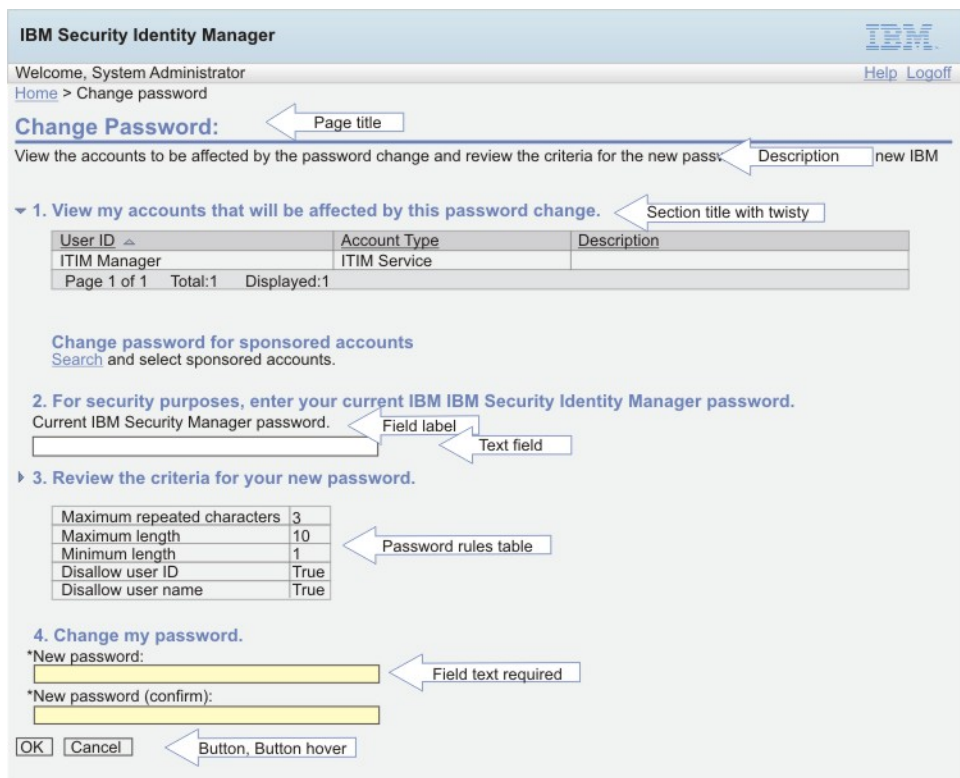 IBM Security Identity Manager
IBM.
Welcome, System Administrator
Help Logoff
Home > Change password
Change Password:
Page title
View the accounts to be affected by the password change and review the criteria for the new
Description
new IBM
1. View my accounts that will be affected by this password change.
Section title with twisty
User ID Account Type Description
ITIM Manager ITIM Service
Page 1 of 1 Total:1 Displayed:1
Change password for sponsored accounts
Search and select sponsored accounts.
2. For security purposes, enter your current IBM IBM Security Identity Manager password.
Current IBM Security Manager password.
Field label
Text field
3. Review the criteria for your new password.
Maximum repeated characters 3
Maximum length 10
Minimum length 1
Disallow user ID True
Disallow user name True
Password rules table
4. Change my password.
*New password:
Field text required
*New password (confirm):
OK Cancel
Button, Button hover